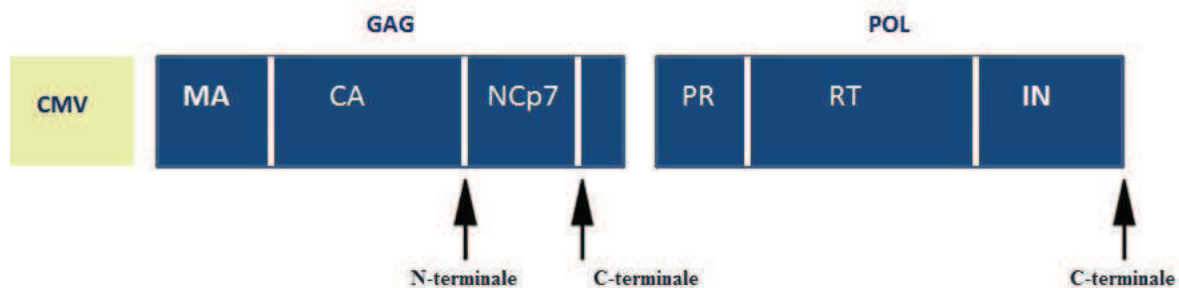 GAG POL
CMV MA CA NCp7 PR RT IN
N-terminale C-terminale C-terminale